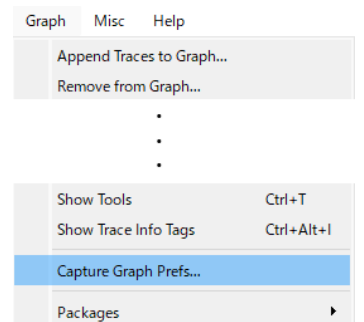 Graph Misc Help
Append Traces to Graph...
Remove from Graph...
Show Tools Ctrl+T
Show Trace Info Tags Ctrl+Alt+I
Capture Graph Prefs...
Packages